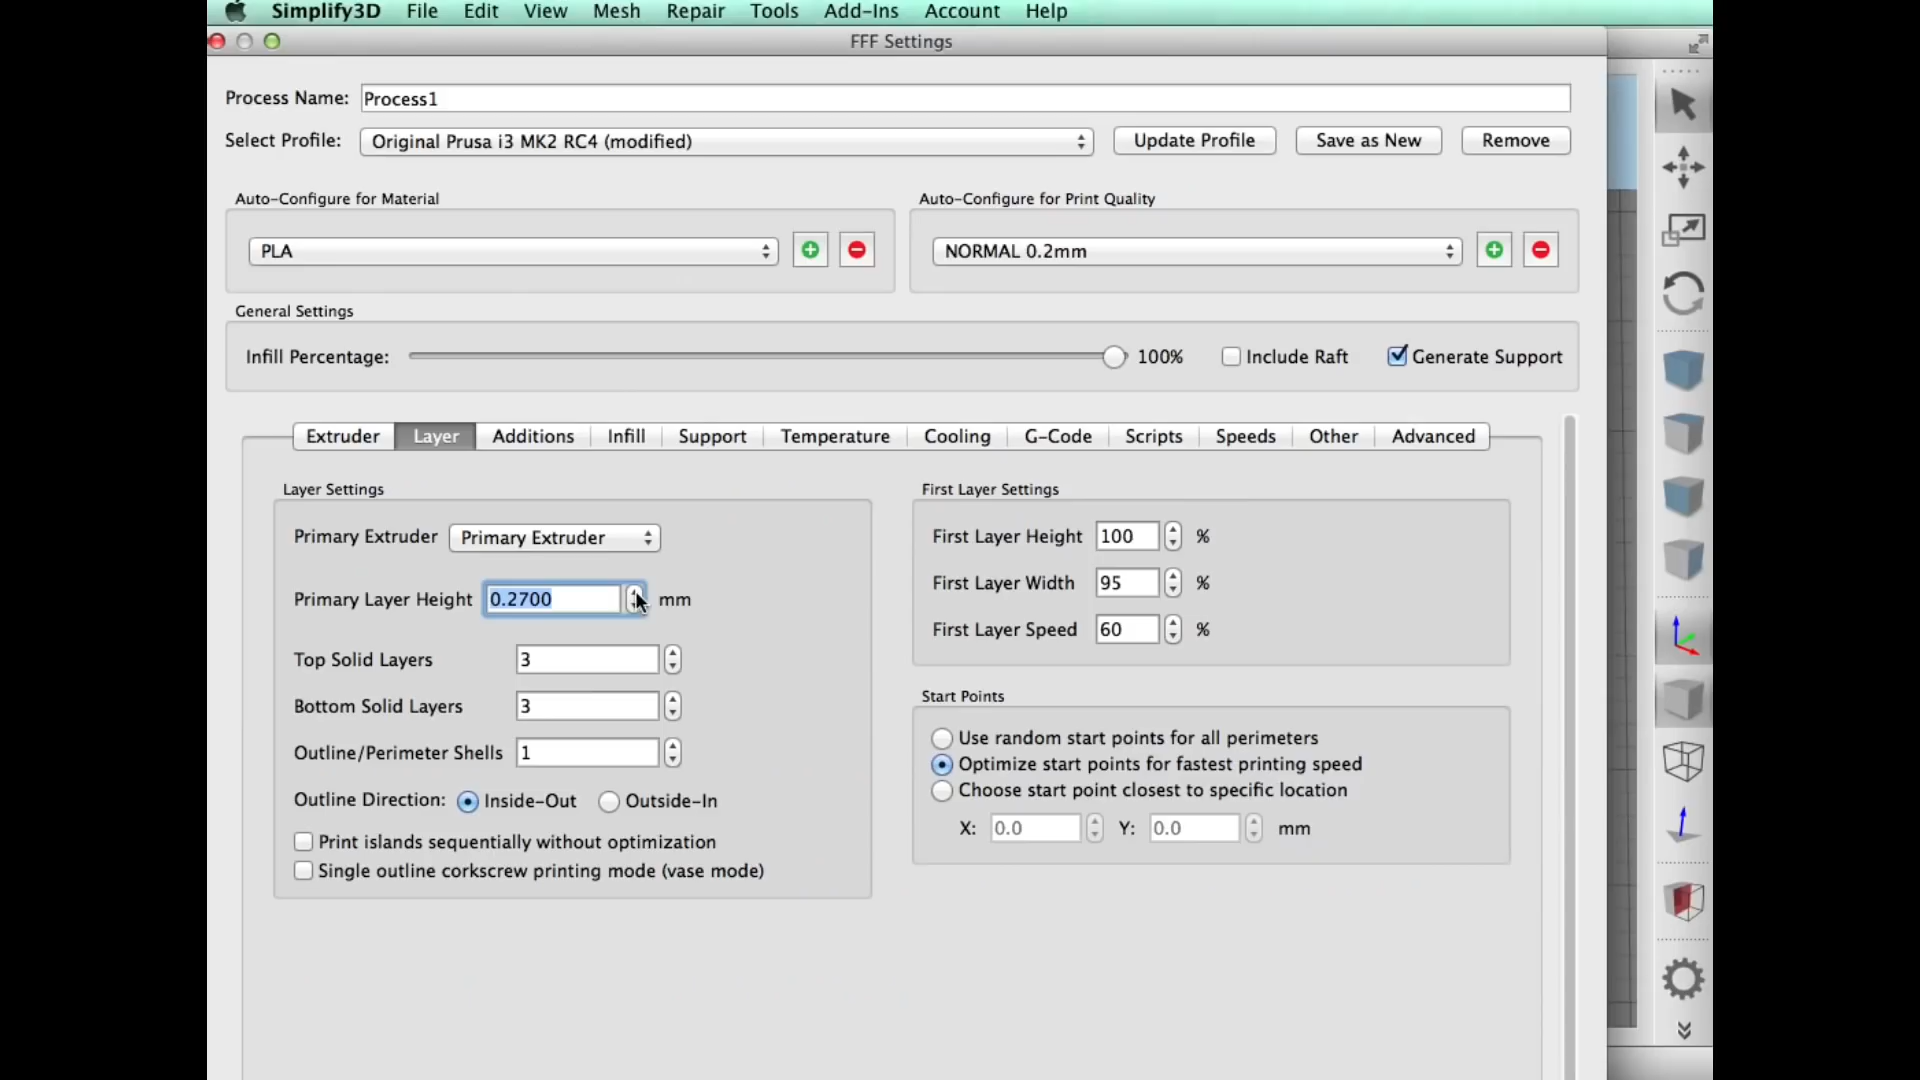 Simplify3D File Edit View Mesh Repair Tools Add-Ins Account Help
FFF Settings
Process Name: Process1
Select Profile: Original Prusa i3 MK2 RC4 (modified) Update Profile Save as New Remove
Auto-Configure for Material Auto-Configure for Print Quality
PLA NORMAL 0.2mm
General Settings
Infill Percentage: 100% Include Raft Generate Support
Extruder Layer Additions Infill Support Temperature Cooling G-Code Scripts Speeds Other Advanced
Layer Settings
Primary Extruder Primary Extruder
Primary Layer Height 0.2700 mm
Top Solid Layers 3
Bottom Solid Layers 3
Outline/Perimeter Shells 1
Outline Direction: Inside-Out Outside-In
Print islands sequentially without optimization
Single outline corkscrew printing mode (vase mode)
First Layer Settings
First Layer Height 100 %
First Layer Width 95 %
First Layer Speed 60 %
Start Points
Use random start points for all perimeters
Optimize start points for fastest printing speed
Choose start point closest to specific location
X: 0.0 Y: 0.0 mm